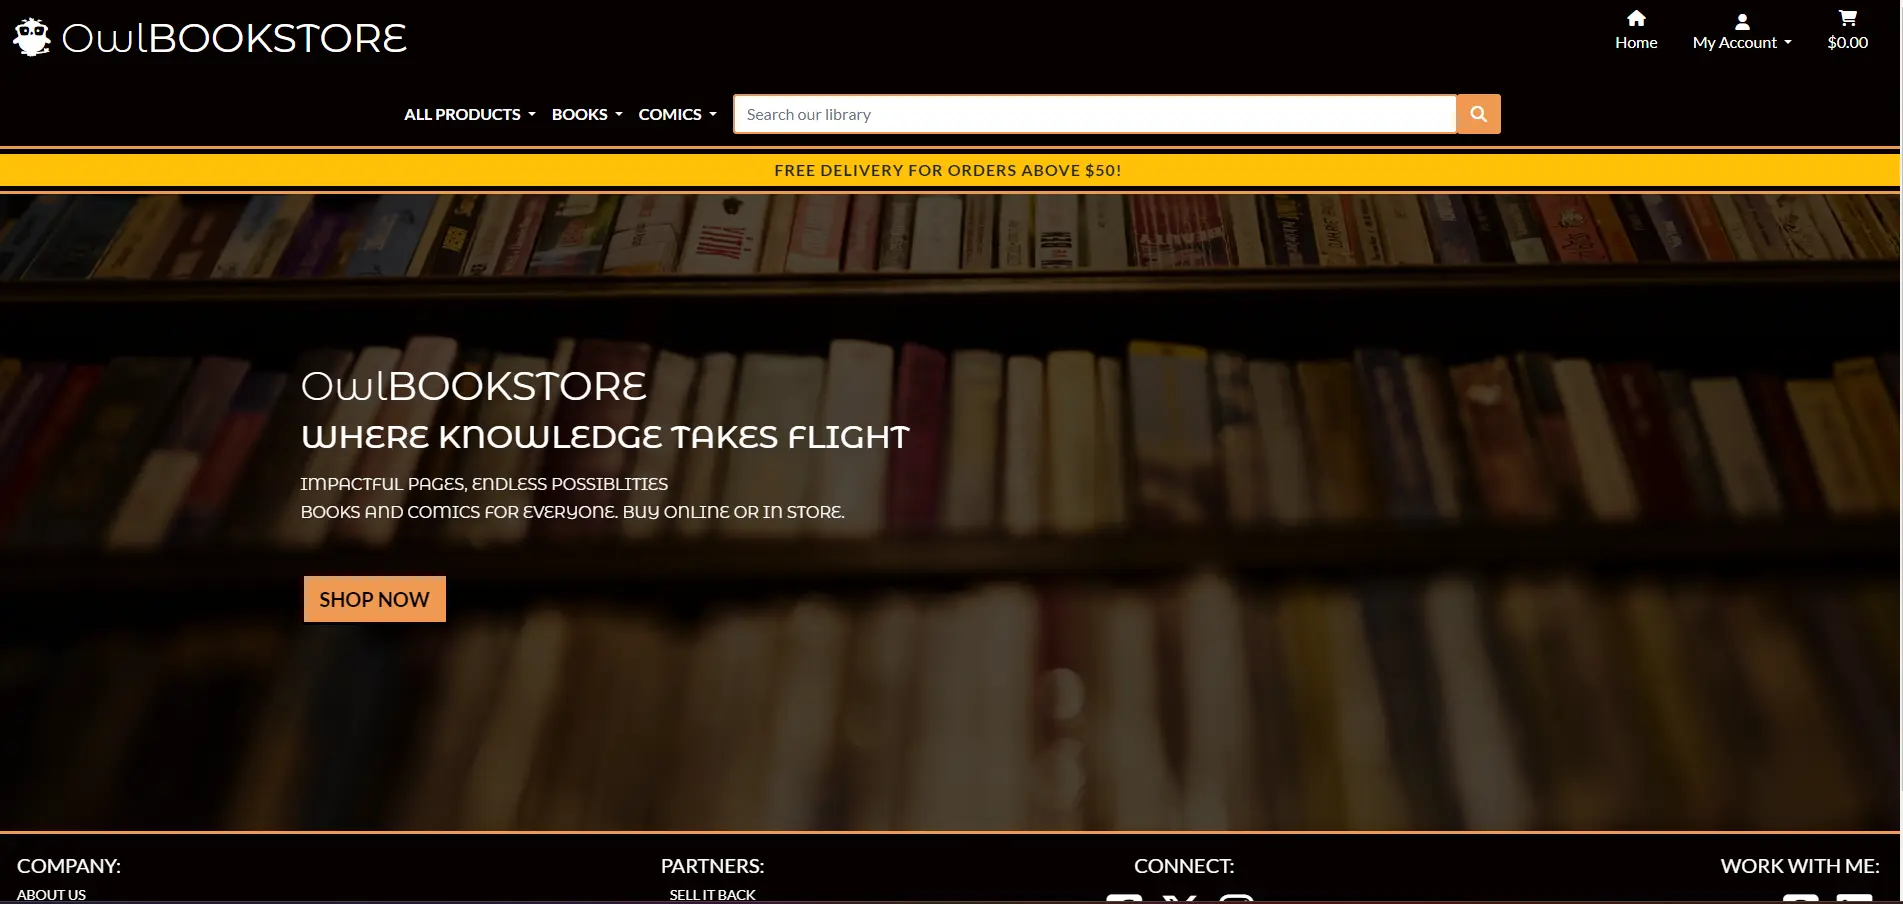 OwlBOOKSTORE
Home
My Account
$0.00
ALL PRODUCTS
BOOKS
COMICS
Search our library
FREE DELIVERY FOR ORDERS ABOVE $50!
OwlBOOKSTORE
WHERE KNOWLEDGE TAKES FLIGHT
IMPACTFUL PAGES, ENDLESS POSSIBLITIES
BOOKS AND COMICS FOR EVERYONE. BUY ONLINE OR IN STORE.
SHOP NOW
COMPANY:
PARTNERS:
CONNECT:
WORK WITH ME:
ABOUT US
SELL IT BACK